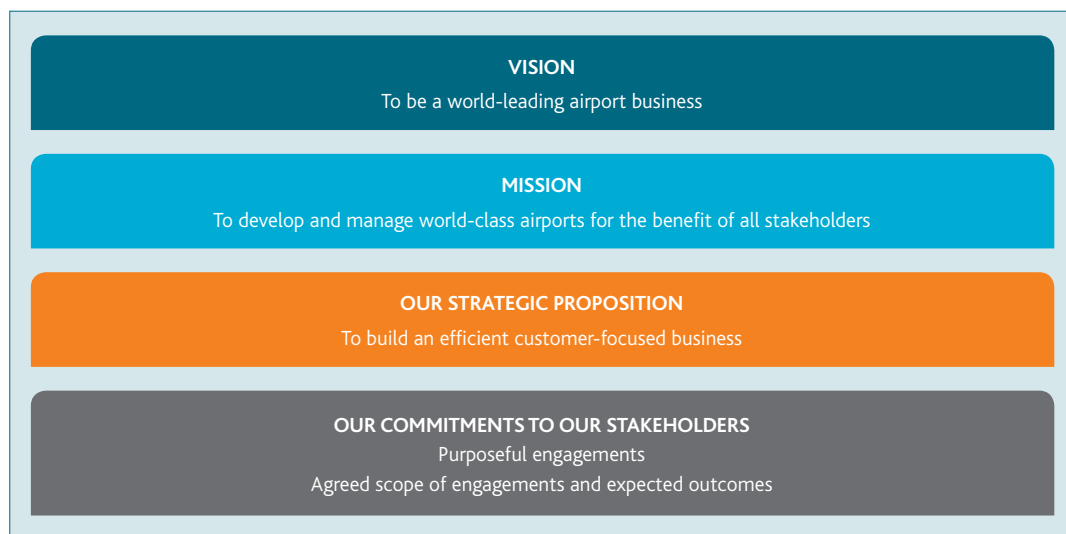 VISION
To be a world-leading airport business
MISSION
To develop and manage world-class airports for the benefit of all stakeholders
OUR STRATEGIC PROPOSITION
To build an efficient customer-focused business
OUR COMMITMENTS TO OUR STAKEHOLDERS
Purposeful engagements
Agreed scope of engagements and expected outcomes